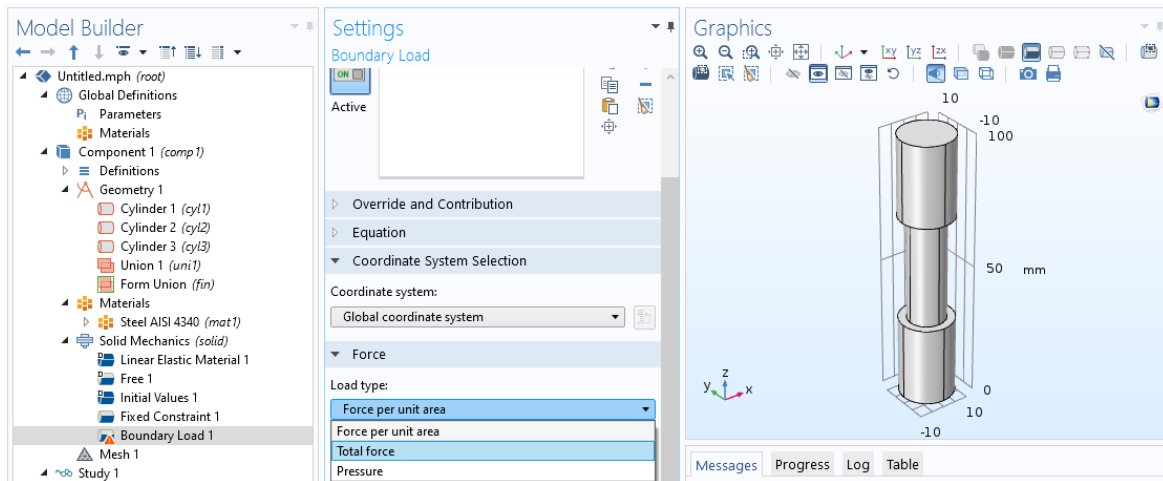 Model Builder
Untitled.mph (root)
Global Definitions
Pi Parameters
Materials
Component 1 (comp1)
Definitions
Geometry 1
Cylinder 1 (cyl1)
Cylinder 2 (cyl2)
Cylinder 3 (cyl3)
Union 1 (uni1)
Form Union (fin)
Materials
Steel AISI 4340 (mat1)
Solid Mechanics (solid)
Linear Elastic Material 1
Free 1
Initial Values 1
Fixed Constraint 1
Boundary Load 1
Mesh 1
Study 1
Settings
Boundary Load
ON
Active
Override and Contribution
Equation
Coordinate System Selection
Coordinate system:
Global coordinate system
Force
Load type:
Force per unit area
Force per unit area
Total force
Pressure
Graphics
xy yz zx
10
-10
100
50 mm
0
10
-10
z
y x
Messages Progress Log Table